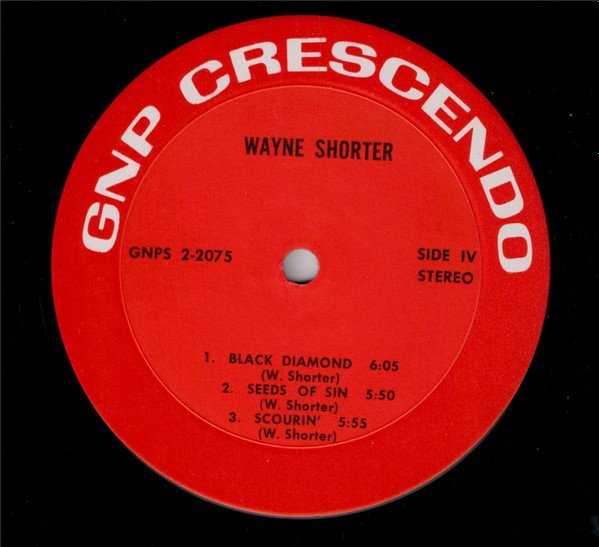 GNP CRESCENDO
WAYNE SHORTER
GNPS 2-2075
SIDE IV
STEREO
1. BLACK DIAMOND 6:05
(W. Shorter)
2. SEEDS OF SIN 5:50
(W. Shorter)
3. SCOURIN' 5:55
(W. Shorter)